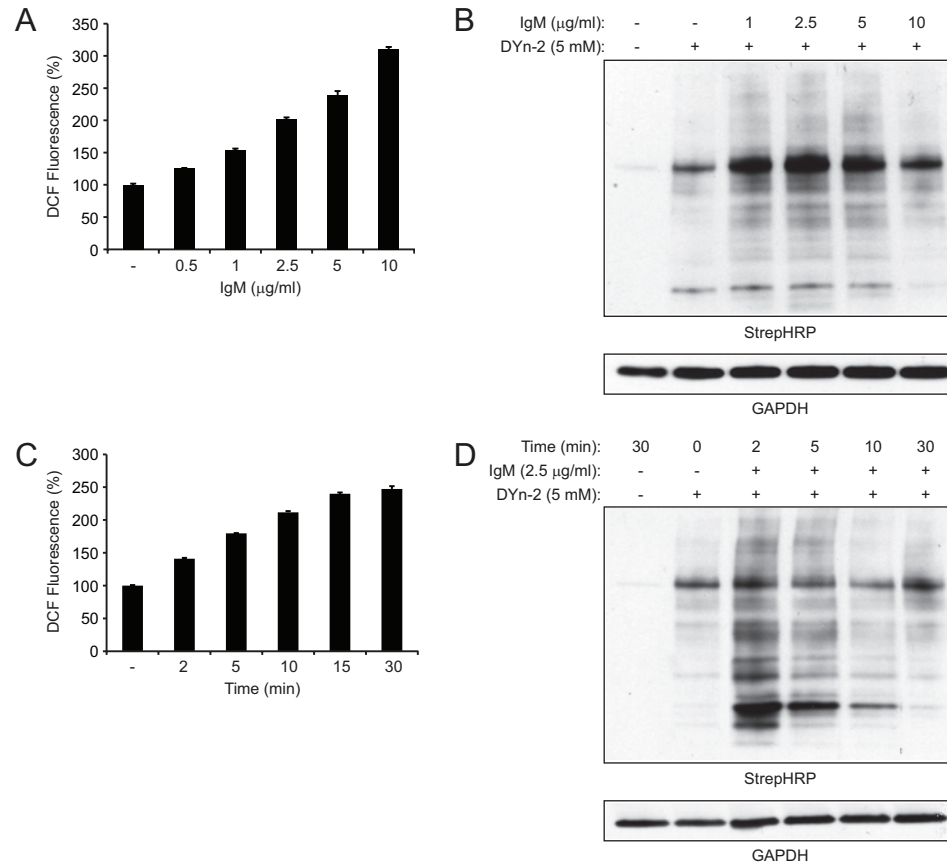 A
DCF Fluorescence (%)
350
300
250
200
150
100
50
0
- 0.5 1 2.5 5 10
IgM (μg/ml)
B
IgM (μg/ml): - - 1 2.5 5 10
DYn-2 (5 mM): - + + + + +
StrepHRP
GAPDH
C
DCF Fluorescence (%)
300
250
200
150
100
50
0
- 2 5 10 15 30
Time (min)
D
Time (min): 30 0 2 5 10 30
IgM (2.5 μg/ml): - - + + + +
DYn-2 (5 mM): - + + + + +
StrepHRP
GAPDH